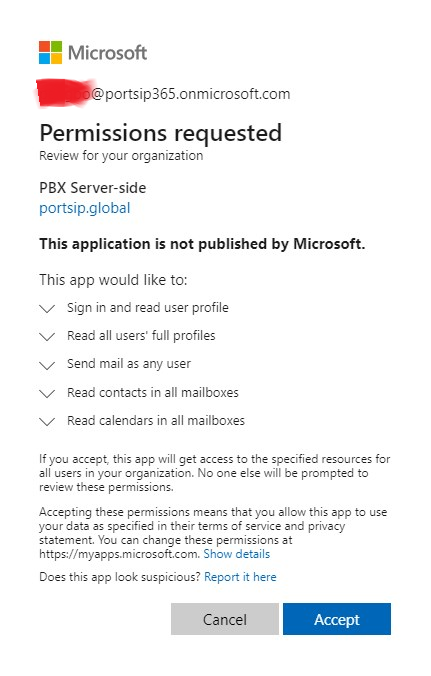 Microsoft
@portsip365.onmicrosoft.com
Permissions requested
Review for your organization
PBX Server-side
portsip.global
This application is not published by Microsoft.
This app would like to:
Sign in and read user profile
Read all users' full profiles
Send mail as any user
Read contacts in all mailboxes
Read calendars in all mailboxes
If you accept, this app will get access to the specified resources for
all users in your organization. No one else will be prompted to
review these permissions.
Accepting these permissions means that you allow this app to use
your data as specified in their terms of service and privacy
statement. You can change these permissions at
https://myapps.microsoft.com. Show details
Does this app look suspicious? Report it here
Cancel
Accept